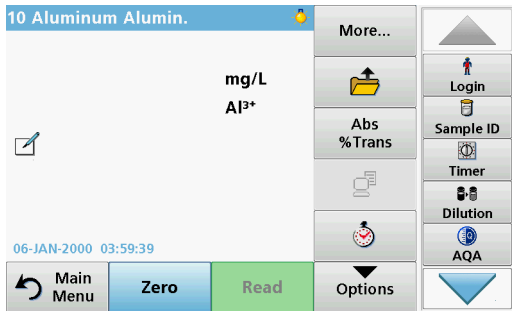 10 Aluminum Alumin.
mg/L
Al³⁺
06-JAN-2000 03:59:39
Main
Menu
Zero
Read
More...
Abs
%Trans
Options
Login
Sample ID
Timer
Dilution
AQA